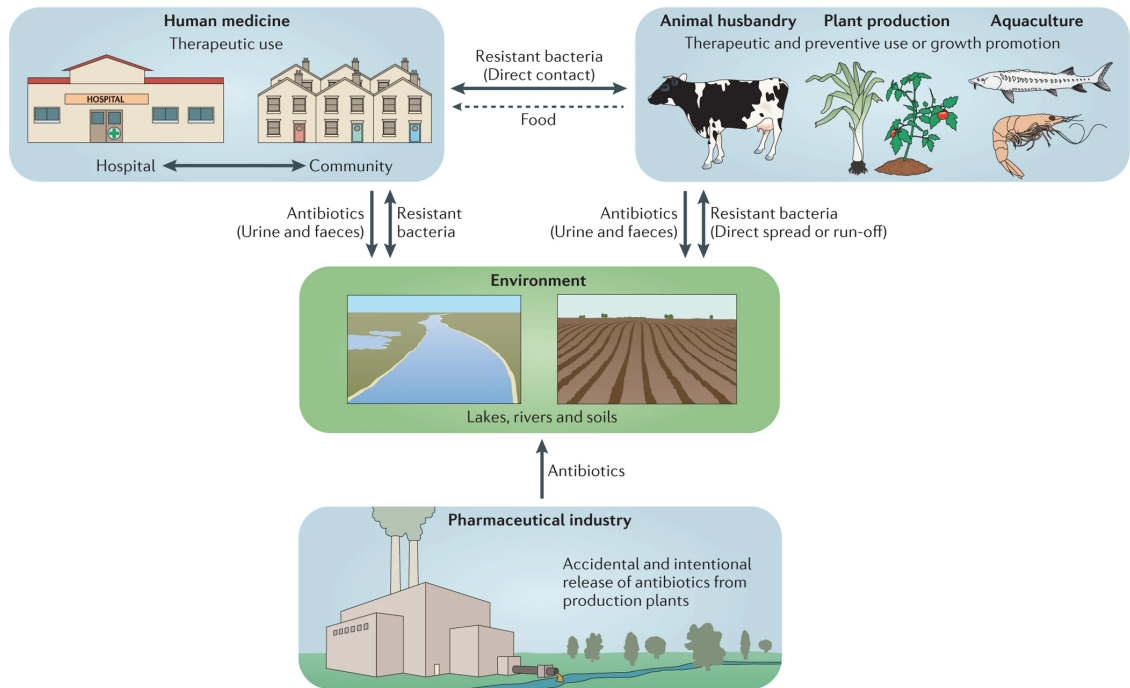 Human medicine
Therapeutic use
HOSPITAL
Hospital
Community
Resistant bacteria
(Direct contact)
Food
Animal husbandry
Plant production
Aquaculture
Therapeutic and preventive use or growth promotion
Antibiotics
(Urine and faeces)
Resistant
bacteria
Antibiotics
(Urine and faeces)
Resistant bacteria
(Direct spread or run-off)
Environment
Lakes, rivers and soils
Antibiotics
Pharmaceutical industry
Accidental and intentional
release of antibiotics from
production plants